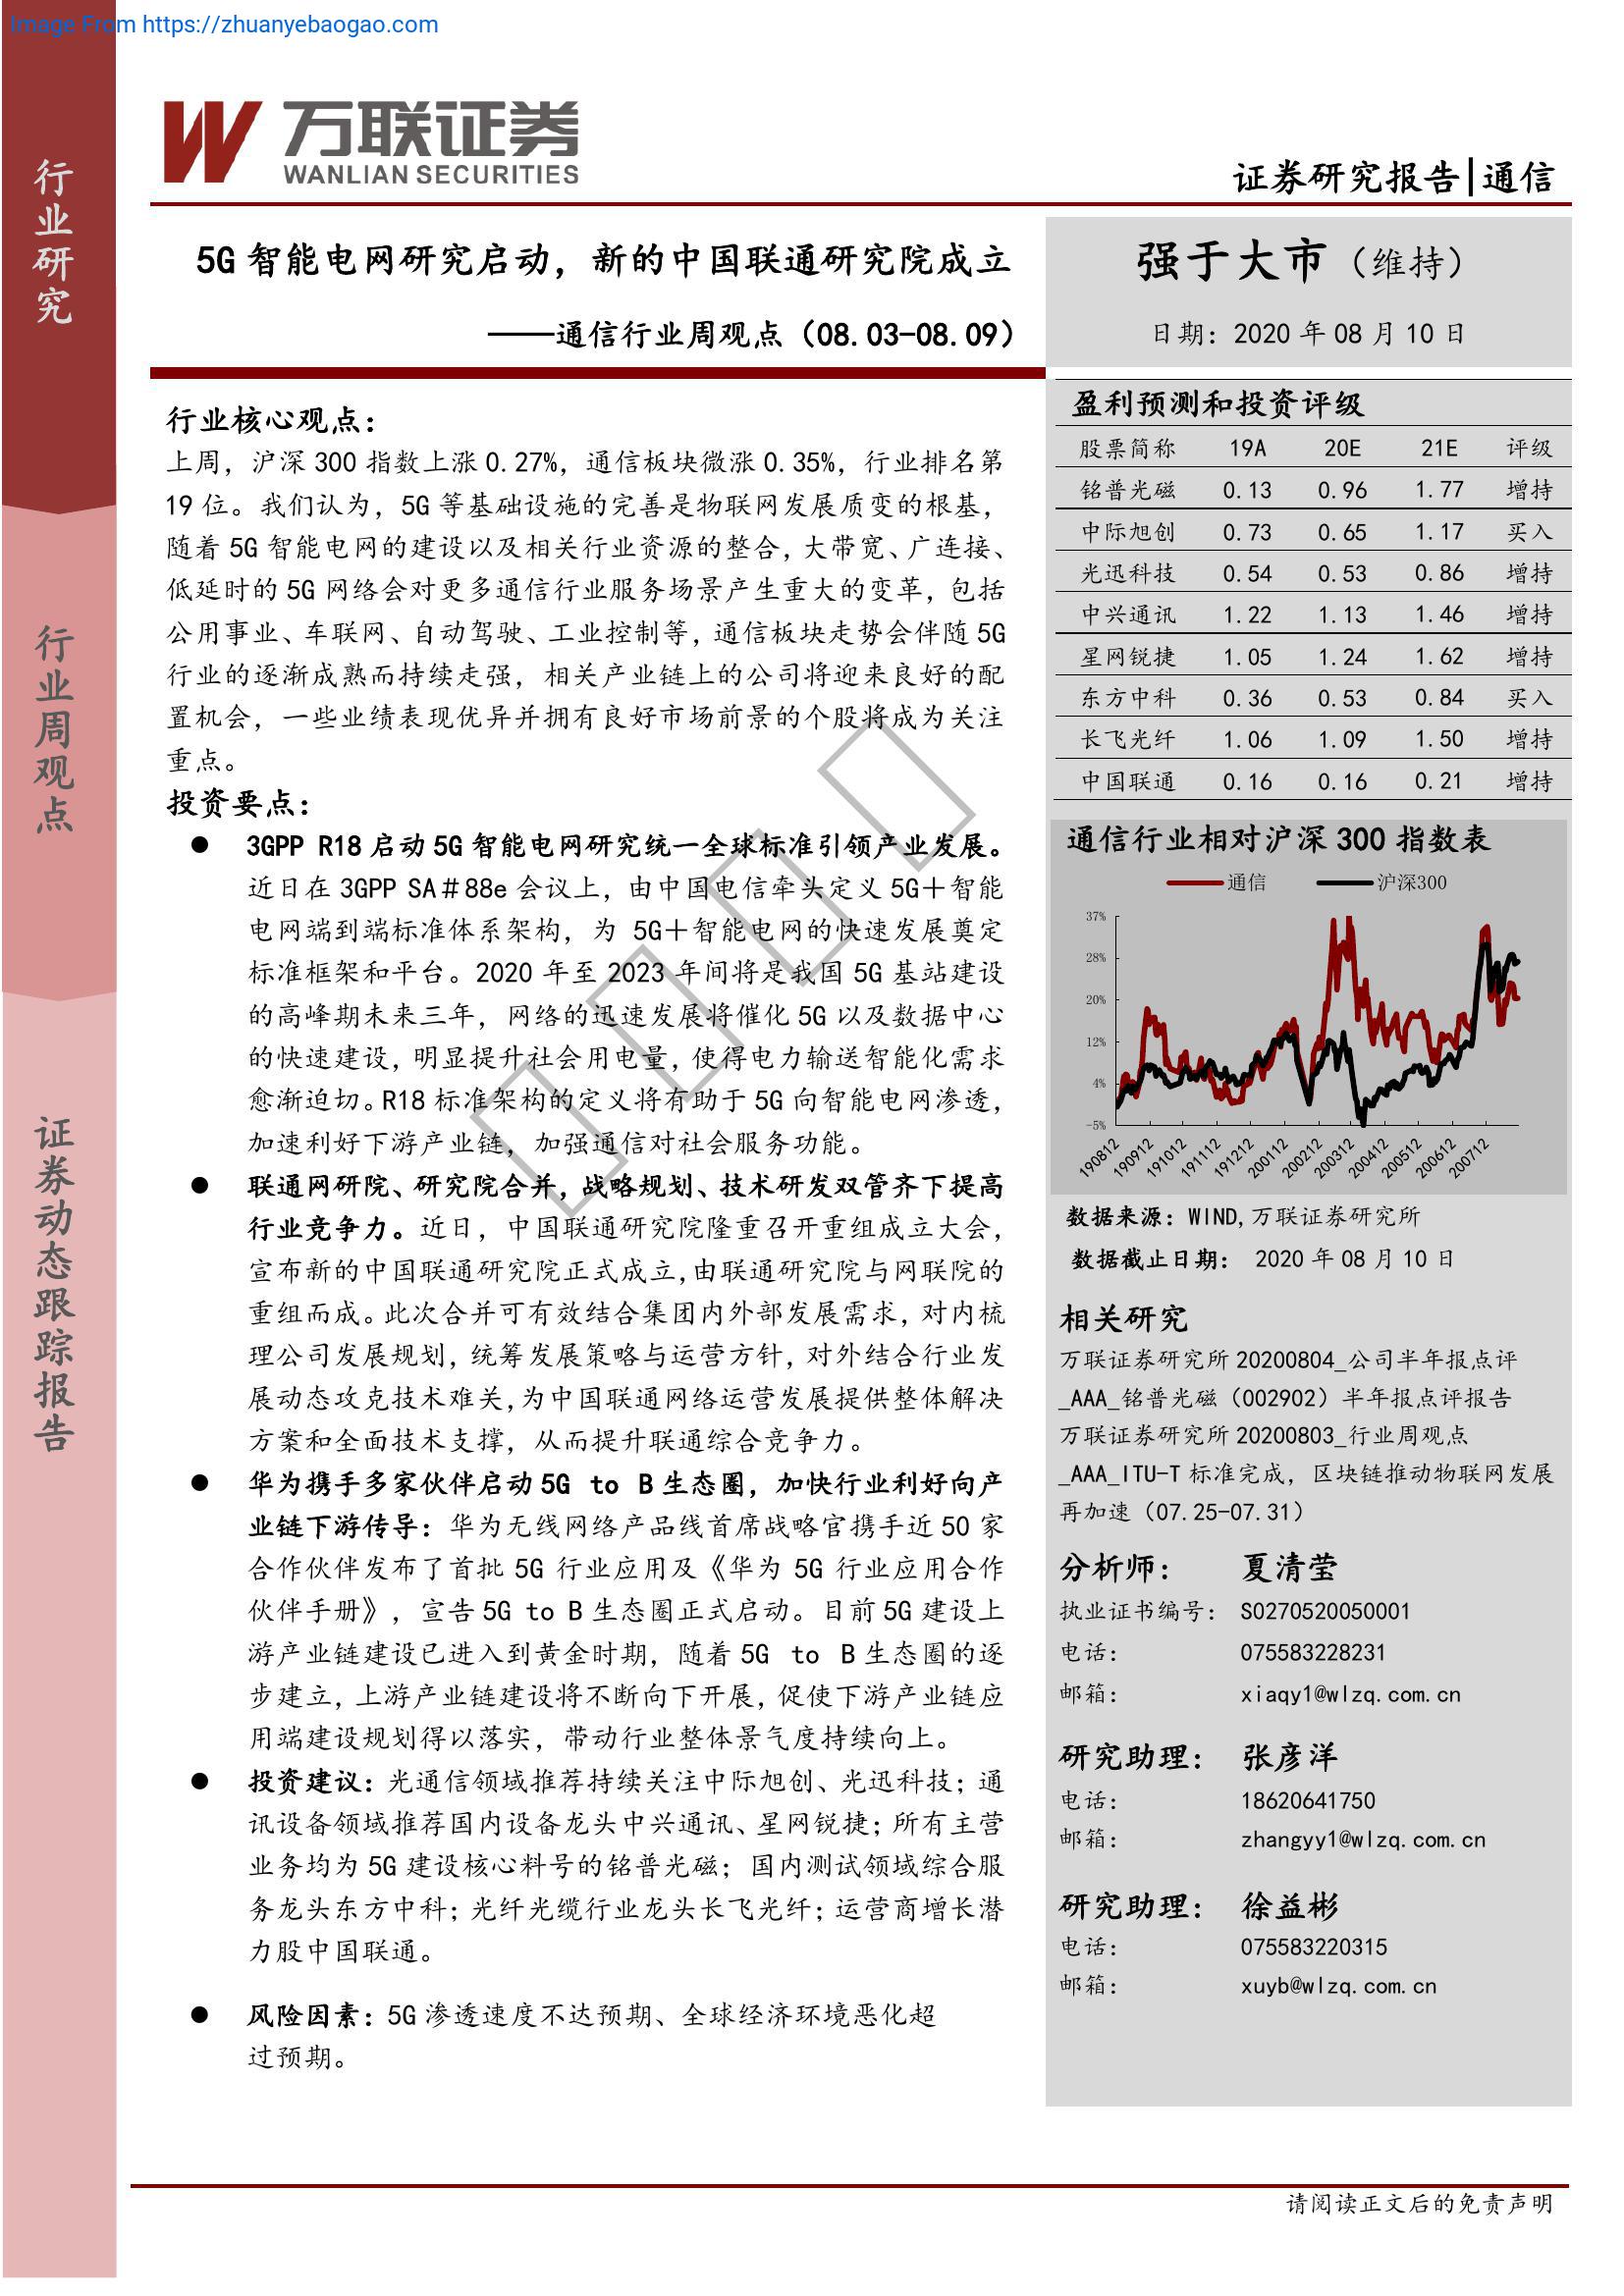 Image From https://zhuanyebaogao.com
万联证券
WANLIAN SECURITIES
证券研究报告|通信
行业研究
行业周观点
证券动态跟踪报告
5G 智能电网研究启动，新的中国联通研究院成立
——通信行业周观点（08.03-08.09）
强于大市（维持）
日期：2020 年 08 月 10 日
行业核心观点：
上周，沪深 300 指数上涨 0.27%，通信板块微涨 0.35%，行业排名第
19 位。我们认为，5G 等基础设施的完善是物联网发展质变的根基，
随着 5G 智能电网的建设以及相关行业资源的整合，大带宽、广连接、
低延时的 5G 网络会对更多通信行业服务场景产生重大的变革，包括
公用事业、车联网、自动驾驶、工业控制等，通信板块走势会伴随 5G
行业的逐渐成熟而持续走强，相关产业链上的公司将迎来良好的配
置机会，一些业绩表现优异并拥有良好市场前景的个股将成为关注
重点。
投资要点：
● 3GPP R18 启动 5G 智能电网研究统一全球标准引领产业发展。
近日在 3GPP SA＃88e 会议上，由中国电信牵头定义 5G＋智能
电网端到端标准体系架构，为 5G＋智能电网的快速发展奠定
标准框架和平台。2020 年至 2023 年间将是我国 5G 基站建设
的高峰期未来三年，网络的迅速发展将催化 5G 以及数据中心
的快速建设，明显提升社会用电量，使得电力输送智能化需求
愈渐迫切。R18 标准架构的定义将有助于 5G 向智能电网渗透，
加速利好下游产业链，加强通信对社会服务功能。
● 联通网研院、研究院合并，战略规划、技术研发双管齐下提高
行业竞争力。近日，中国联通研究院隆重召开重组成立大会，
宣布新的中国联通研究院正式成立,由联通研究院与网联院的
重组而成。此次合并可有效结合集团内外部发展需求，对内梳
理公司发展规划，统筹发展策略与运营方针，对外结合行业发
展动态攻克技术难关,为中国联通网络运营发展提供整体解决
方案和全面技术支撑，从而提升联通综合竞争力。
● 华为携手多家伙伴启动 5G to B 生态圈，加快行业利好向产
业链下游传导：华为无线网络产品线首席战略官携手近 50 家
合作伙伴发布了首批 5G 行业应用及《华为 5G 行业应用合作
伙伴手册》，宣告 5G to B 生态圈正式启动。目前 5G 建设上
游产业链建设已进入到黄金时期，随着 5G to B 生态圈的逐
步建立，上游产业链建设将不断向下开展，促使下游产业链应
用端建设规划得以落实，带动行业整体景气度持续向上。
● 投资建议：光通信领域推荐持续关注中际旭创、光迅科技；通
讯设备领域推荐国内设备龙头中兴通讯、星网锐捷；所有主营
业务均为 5G 建设核心料号的铭普光磁；国内测试领域综合服
务龙头东方中科；光纤光缆行业龙头长飞光纤；运营商增长潜
力股中国联通。
● 风险因素：5G 渗透速度不达预期、全球经济环境恶化超
过预期。
盈利预测和投资评级
股票简称 19A 20E 21E 评级
铭普光磁 0.13 0.96 1.77 增持
中际旭创 0.73 0.65 1.17 买入
光迅科技 0.54 0.53 0.86 增持
中兴通讯 1.22 1.13 1.46 增持
星网锐捷 1.05 1.24 1.62 增持
东方中科 0.36 0.53 0.84 买入
长飞光纤 1.06 1.09 1.50 增持
中国联通 0.16 0.16 0.21 增持
通信行业相对沪深 300 指数表
通信 沪深300
37%
28%
20%
12%
4%
-5%
190812 190912 191012 191112 191212 200112 200212 200312 200412 200512 200612 200712
数据来源：WIND,万联证券研究所
数据截止日期： 2020 年 08 月 10 日
相关研究
万联证券研究所 20200804_公司半年报点评
_AAA_铭普光磁（002902）半年报点评报告
万联证券研究所 20200803_行业周观点
_AAA_ITU-T 标准完成，区块链推动物联网发展
再加速（07.25-07.31）
分析师： 夏清莹
执业证书编号： S0270520050001
电话： 075583228231
邮箱： xiaqy1@wlzq.com.cn
研究助理： 张彦洋
电话： 18620641750
邮箱： zhangyy1@wlzq.com.cn
研究助理： 徐益彬
电话： 075583220315
邮箱： xuyb@wlzq.com.cn
请阅读正文后的免责声明